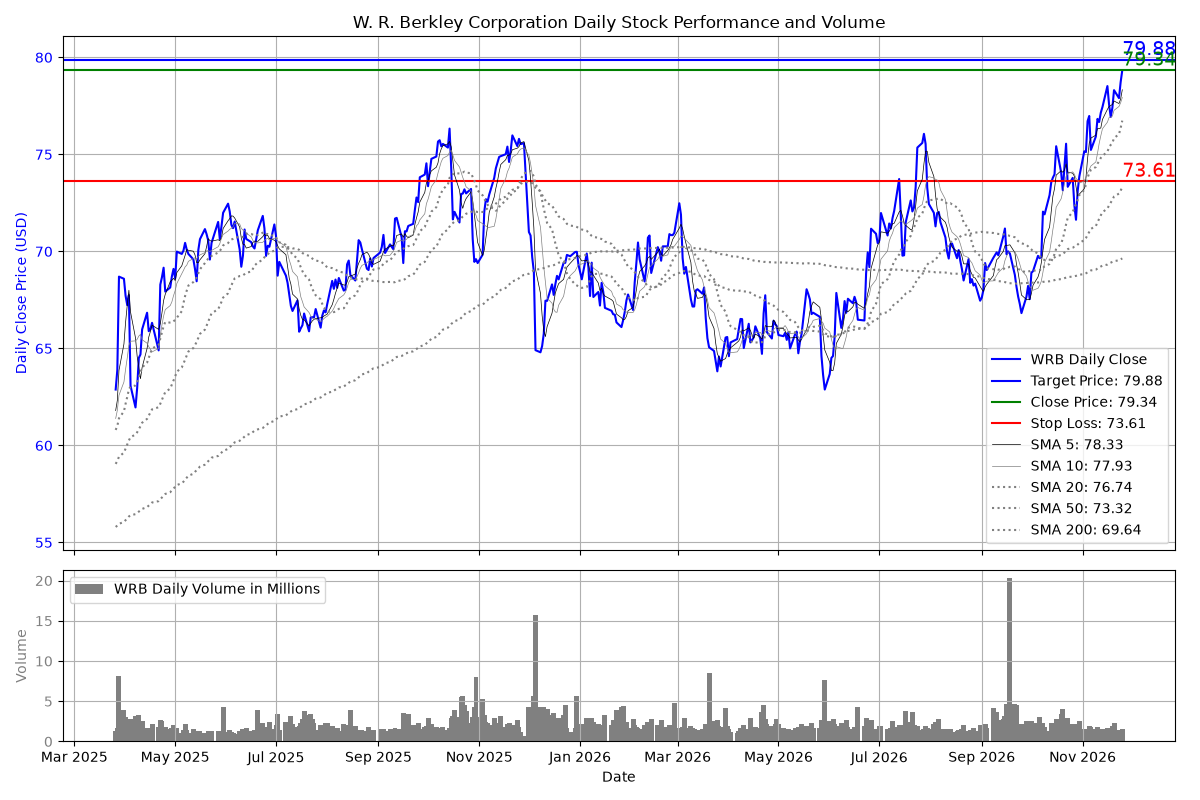 W. R. Berkley Corporation Daily Stock Performance and Volume
79.88
79.34
73.61
80
75
70
65
60
55
Daily Close Price (USD)
WRB Daily Close
Target Price: 79.88
Close Price: 79.34
Stop Loss: 73.61
SMA 5: 78.33
SMA 10: 77.93
SMA 20: 76.74
SMA 50: 73.32
SMA 200: 69.64
WRB Daily Volume in Millions
20
15
10
5
0
Volume
Mar 2025 May 2025 Jul 2025 Sep 2025 Nov 2025 Jan 2026 Mar 2026 May 2026 Jul 2026 Sep 2026 Nov 2026
Date